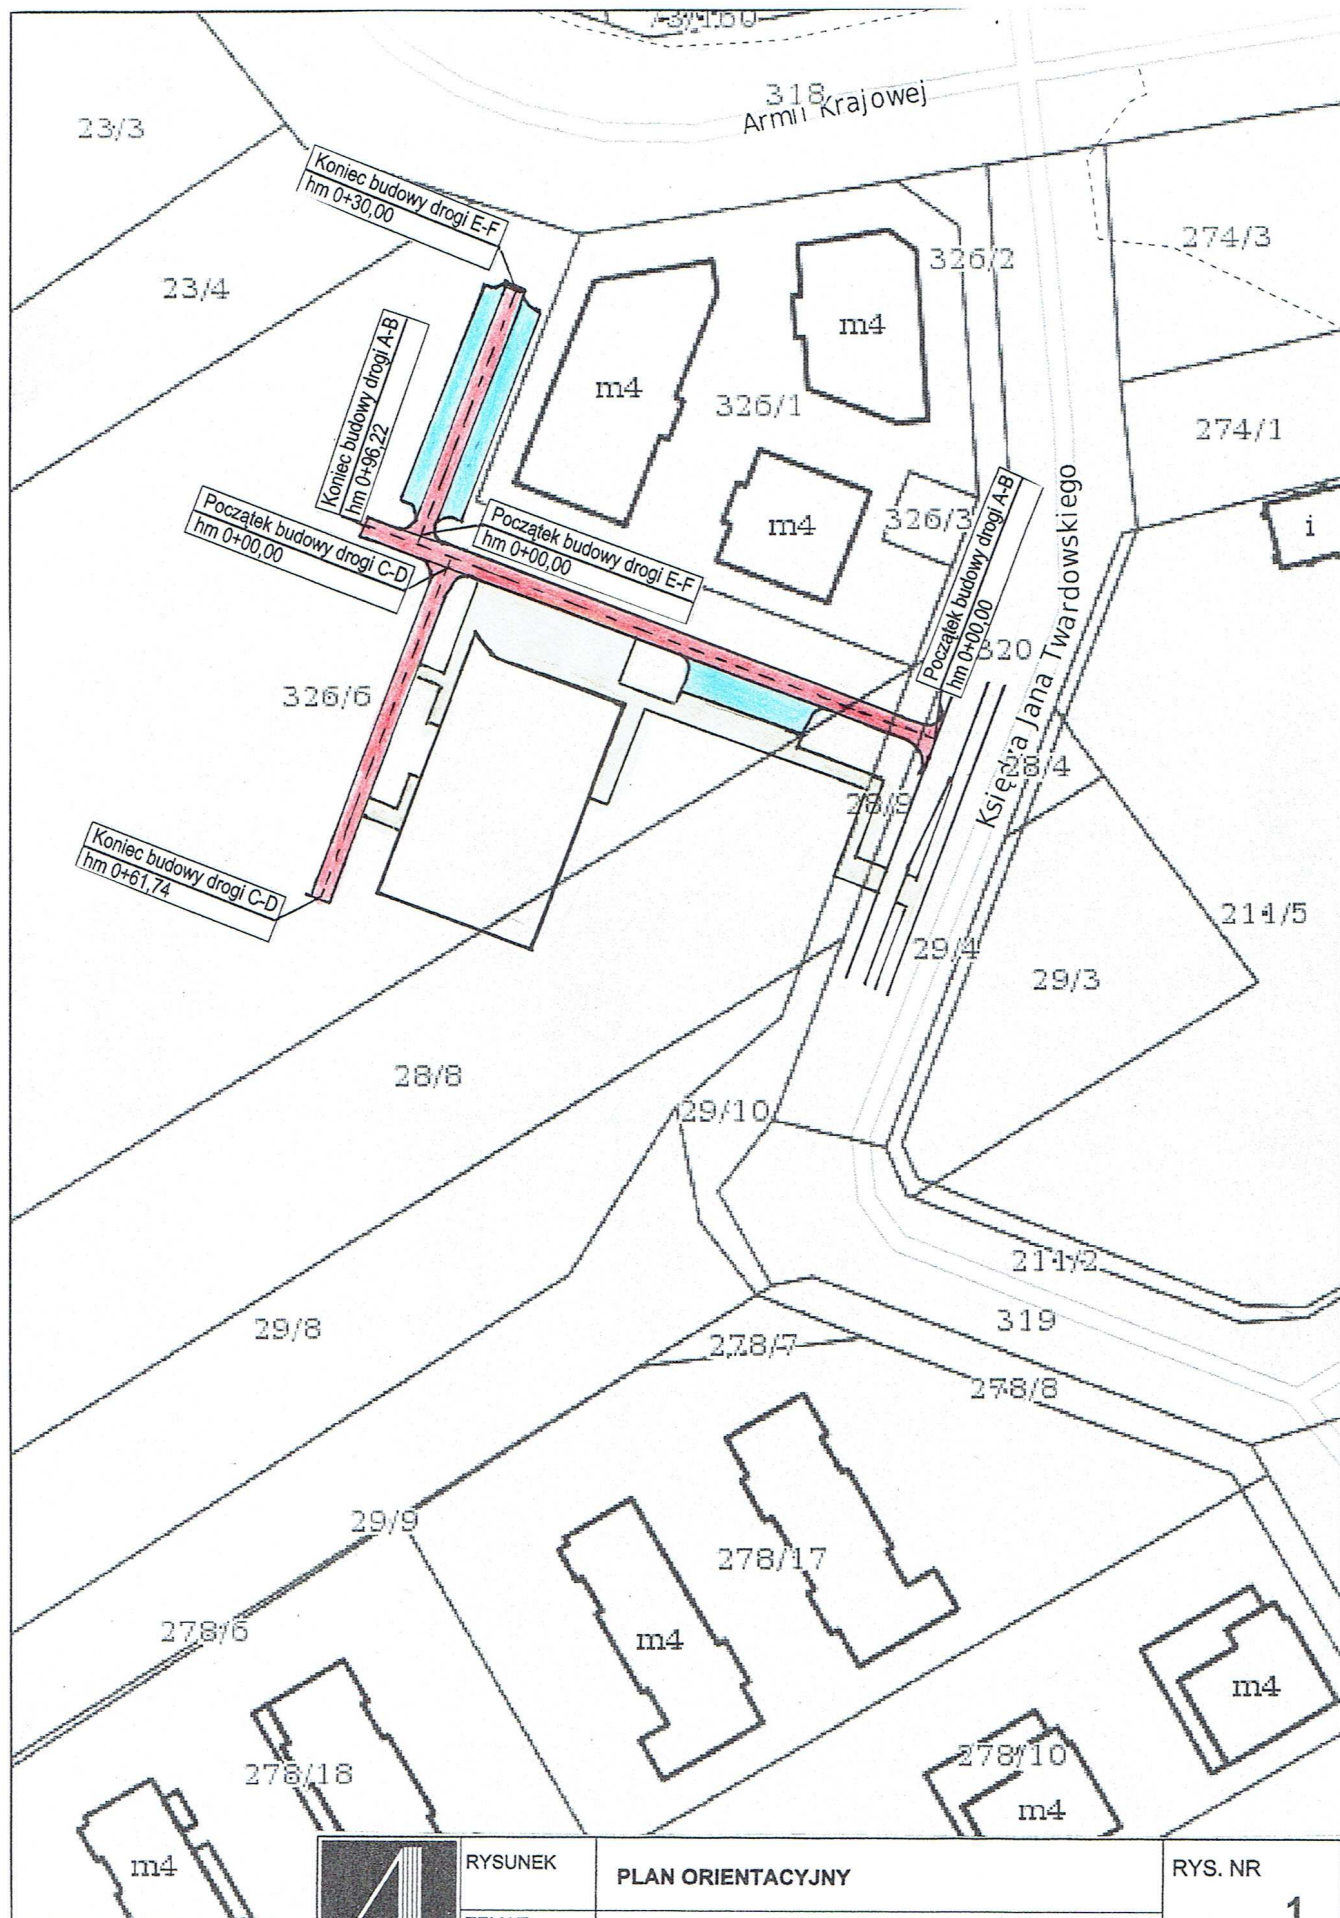 318
Armii Krajowej
23/3
Koniec budowy drogi E-F
hm 0+30,00
274/3
326/2
23/4
m4
m4
Koniec budowy drogi A-B
hm 0+96,22
326/1
274/1
Początek budowy drogi C-D
hm 0+00,00
Początek budowy drogi E-F
hm 0+00,00
m4
326/3
i
Początek budowy drogi A-B
hm 0+00,00
320
Księdza Jana Twardowskiego
326/6
28/4
28/9
Koniec budowy drogi C-D
hm 0+61,74
211/5
29/4
29/3
28/8
29/10
211/2
319
29/8
278/7
278/8
29/9
278/17
278/6
m4
m4
278/10
278/18
m4
m4
RYSUNEK
PLAN ORIENTACYJNY
RYS. NR
1